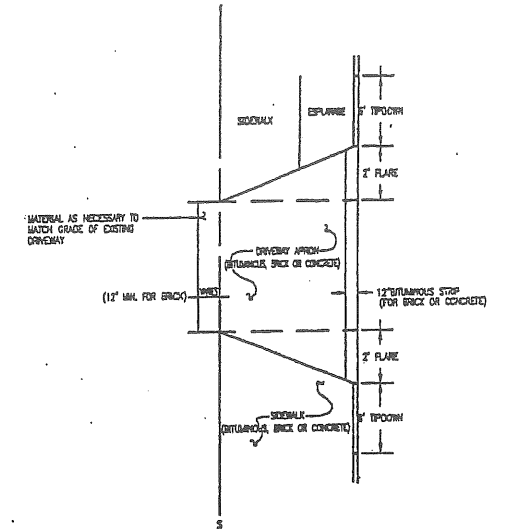 SIDEWALK
ESPLANADE
6' TIPDOWN
2' FLARE
MATERIAL AS NECESSARY TO
MATCH GRADE OF EXISTING
DRIVEWAY
DRIVEWAY APRON
(BITUMINOUS, BRICK OR CONCRETE)
VARIES
(12" MIN. FOR BRICK)
12" BITUMINOUS STRIP
(FOR BRICK OR CONCRETE)
2' FLARE
SIDEWALK
(BITUMINOUS, BRICK OR CONCRETE)
TIPDOWN
S